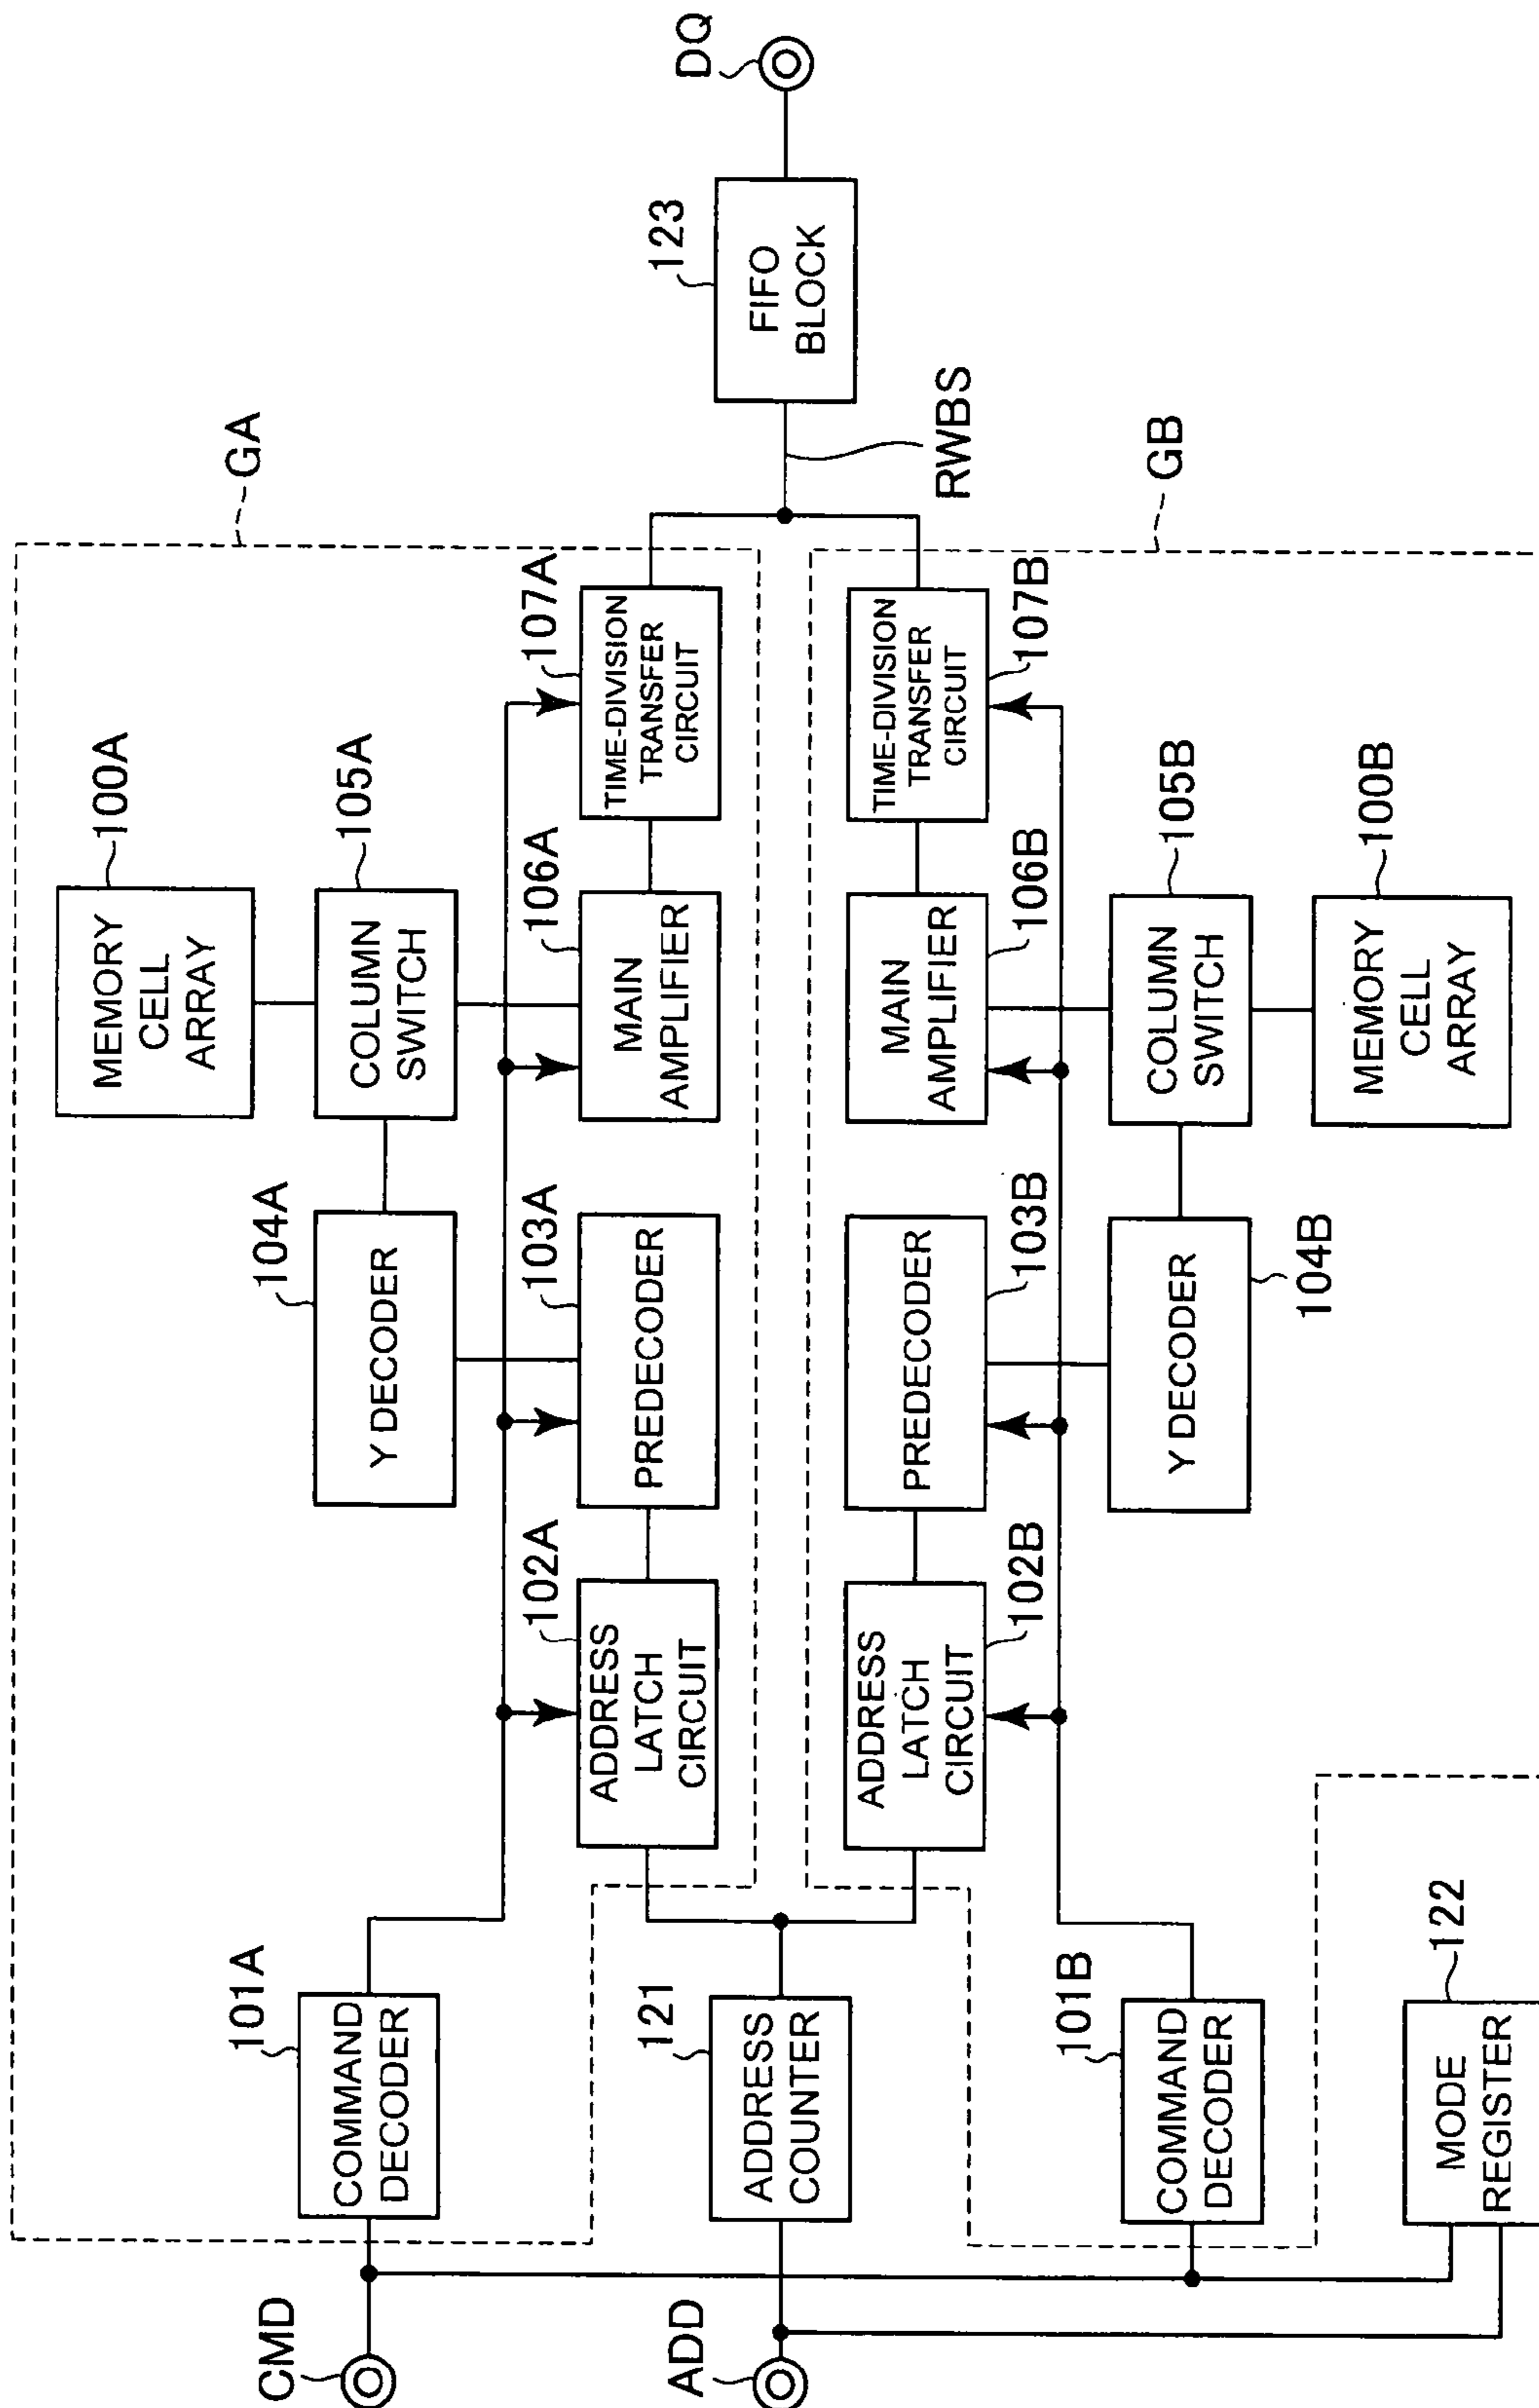 GA
100A
MEMORY
CELL
ARRAY
104A
Y DECODER
105A
COLUMN
SWITCH
101A
COMMAND
DECODER
CMD
102A
ADDRESS
LATCH
CIRCUIT
103A
PREDECODER
106A
MAIN
AMPLIFIER
107A
TIME-DIVISION
TRANSFER
CIRCUIT
121
ADDRESS
COUNTER
ADD
RWBS
123
FIFO
BLOCK
DQ
GB
ADDRESS
LATCH
CIRCUIT
102B
PREDECODER
103B
MAIN
AMPLIFIER
106B
TIME-DIVISION
TRANSFER
CIRCUIT
107B
101B
COMMAND
DECODER
Y DECODER
104B
105B
COLUMN
SWITCH
100B
MEMORY
CELL
ARRAY
122
MODE
REGISTER